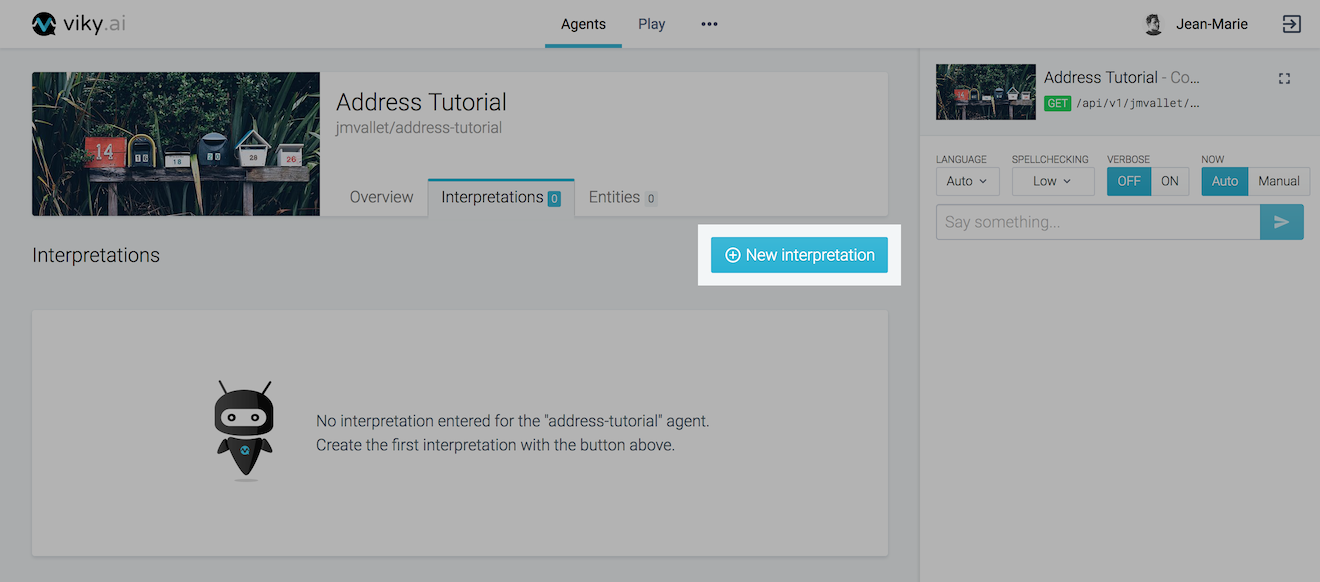 viky.ai
Agents
Play
Jean-Marie
Address Tutorial
jmvallet/address-tutorial
14
16
18
20
28
26
Overview
Interpretations 0
Entities 0
Interpretations
New interpretation
No interpretation entered for the "address-tutorial" agent.
Create the first interpretation with the button above.
Address Tutorial - Co...
GET /api/v1/jmvallet/...
LANGUAGE SPELLCHECKING VERBOSE NOW
Auto Low OFF ON Auto Manual
Say something...